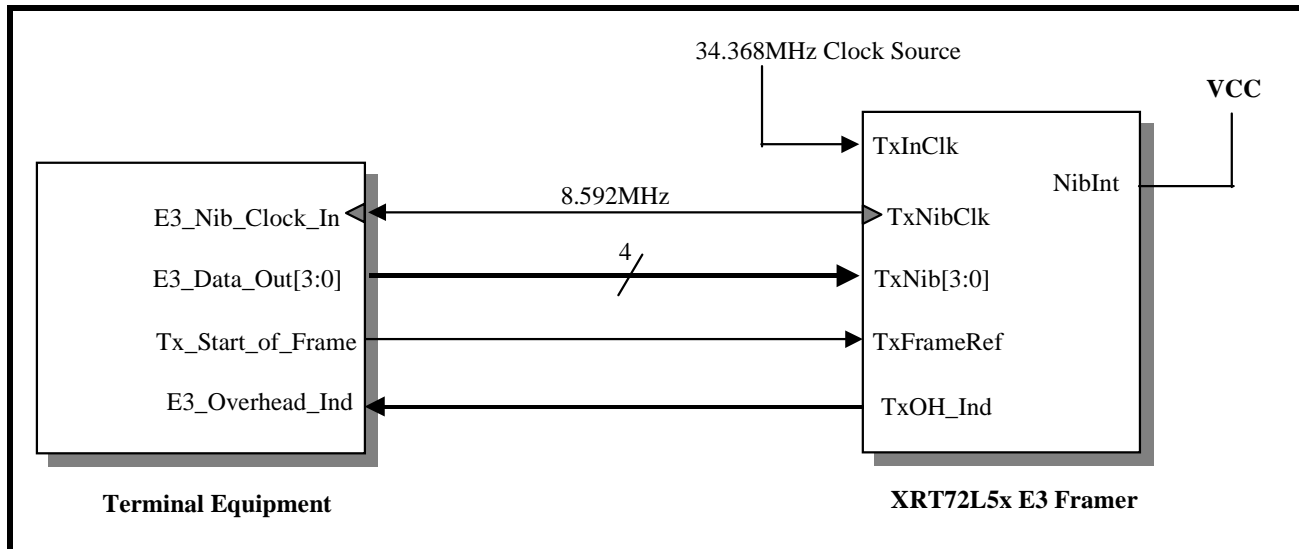 34.368MHz Clock Source
VCC
TxInClk
NibInt
8.592MHz
E3_Nib_Clock_In
TxNibClk
4
E3_Data_Out[3:0]
TxNib[3:0]
Tx_Start_of_Frame
TxFrameRef
E3_Overhead_Ind
TxOH_Ind
Terminal Equipment
XRT72L5x E3 Framer